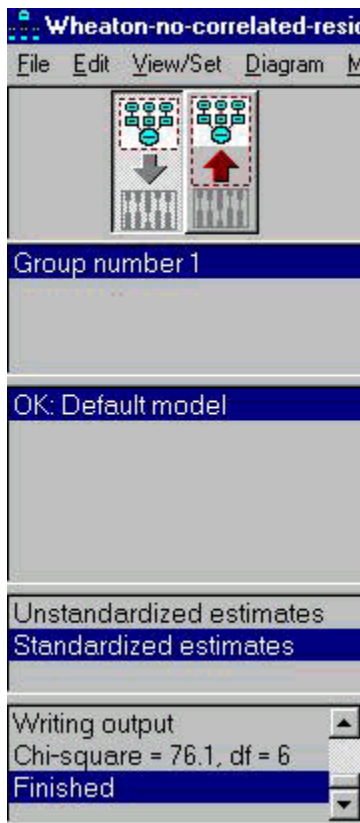 Wheaton-no-correlated-resid
File Edit View/Set Diagram M
Group number 1
OK: Default model
Unstandardized estimates
Standardized estimates
Writing output
Chi-square = 76.1, df = 6
Finished